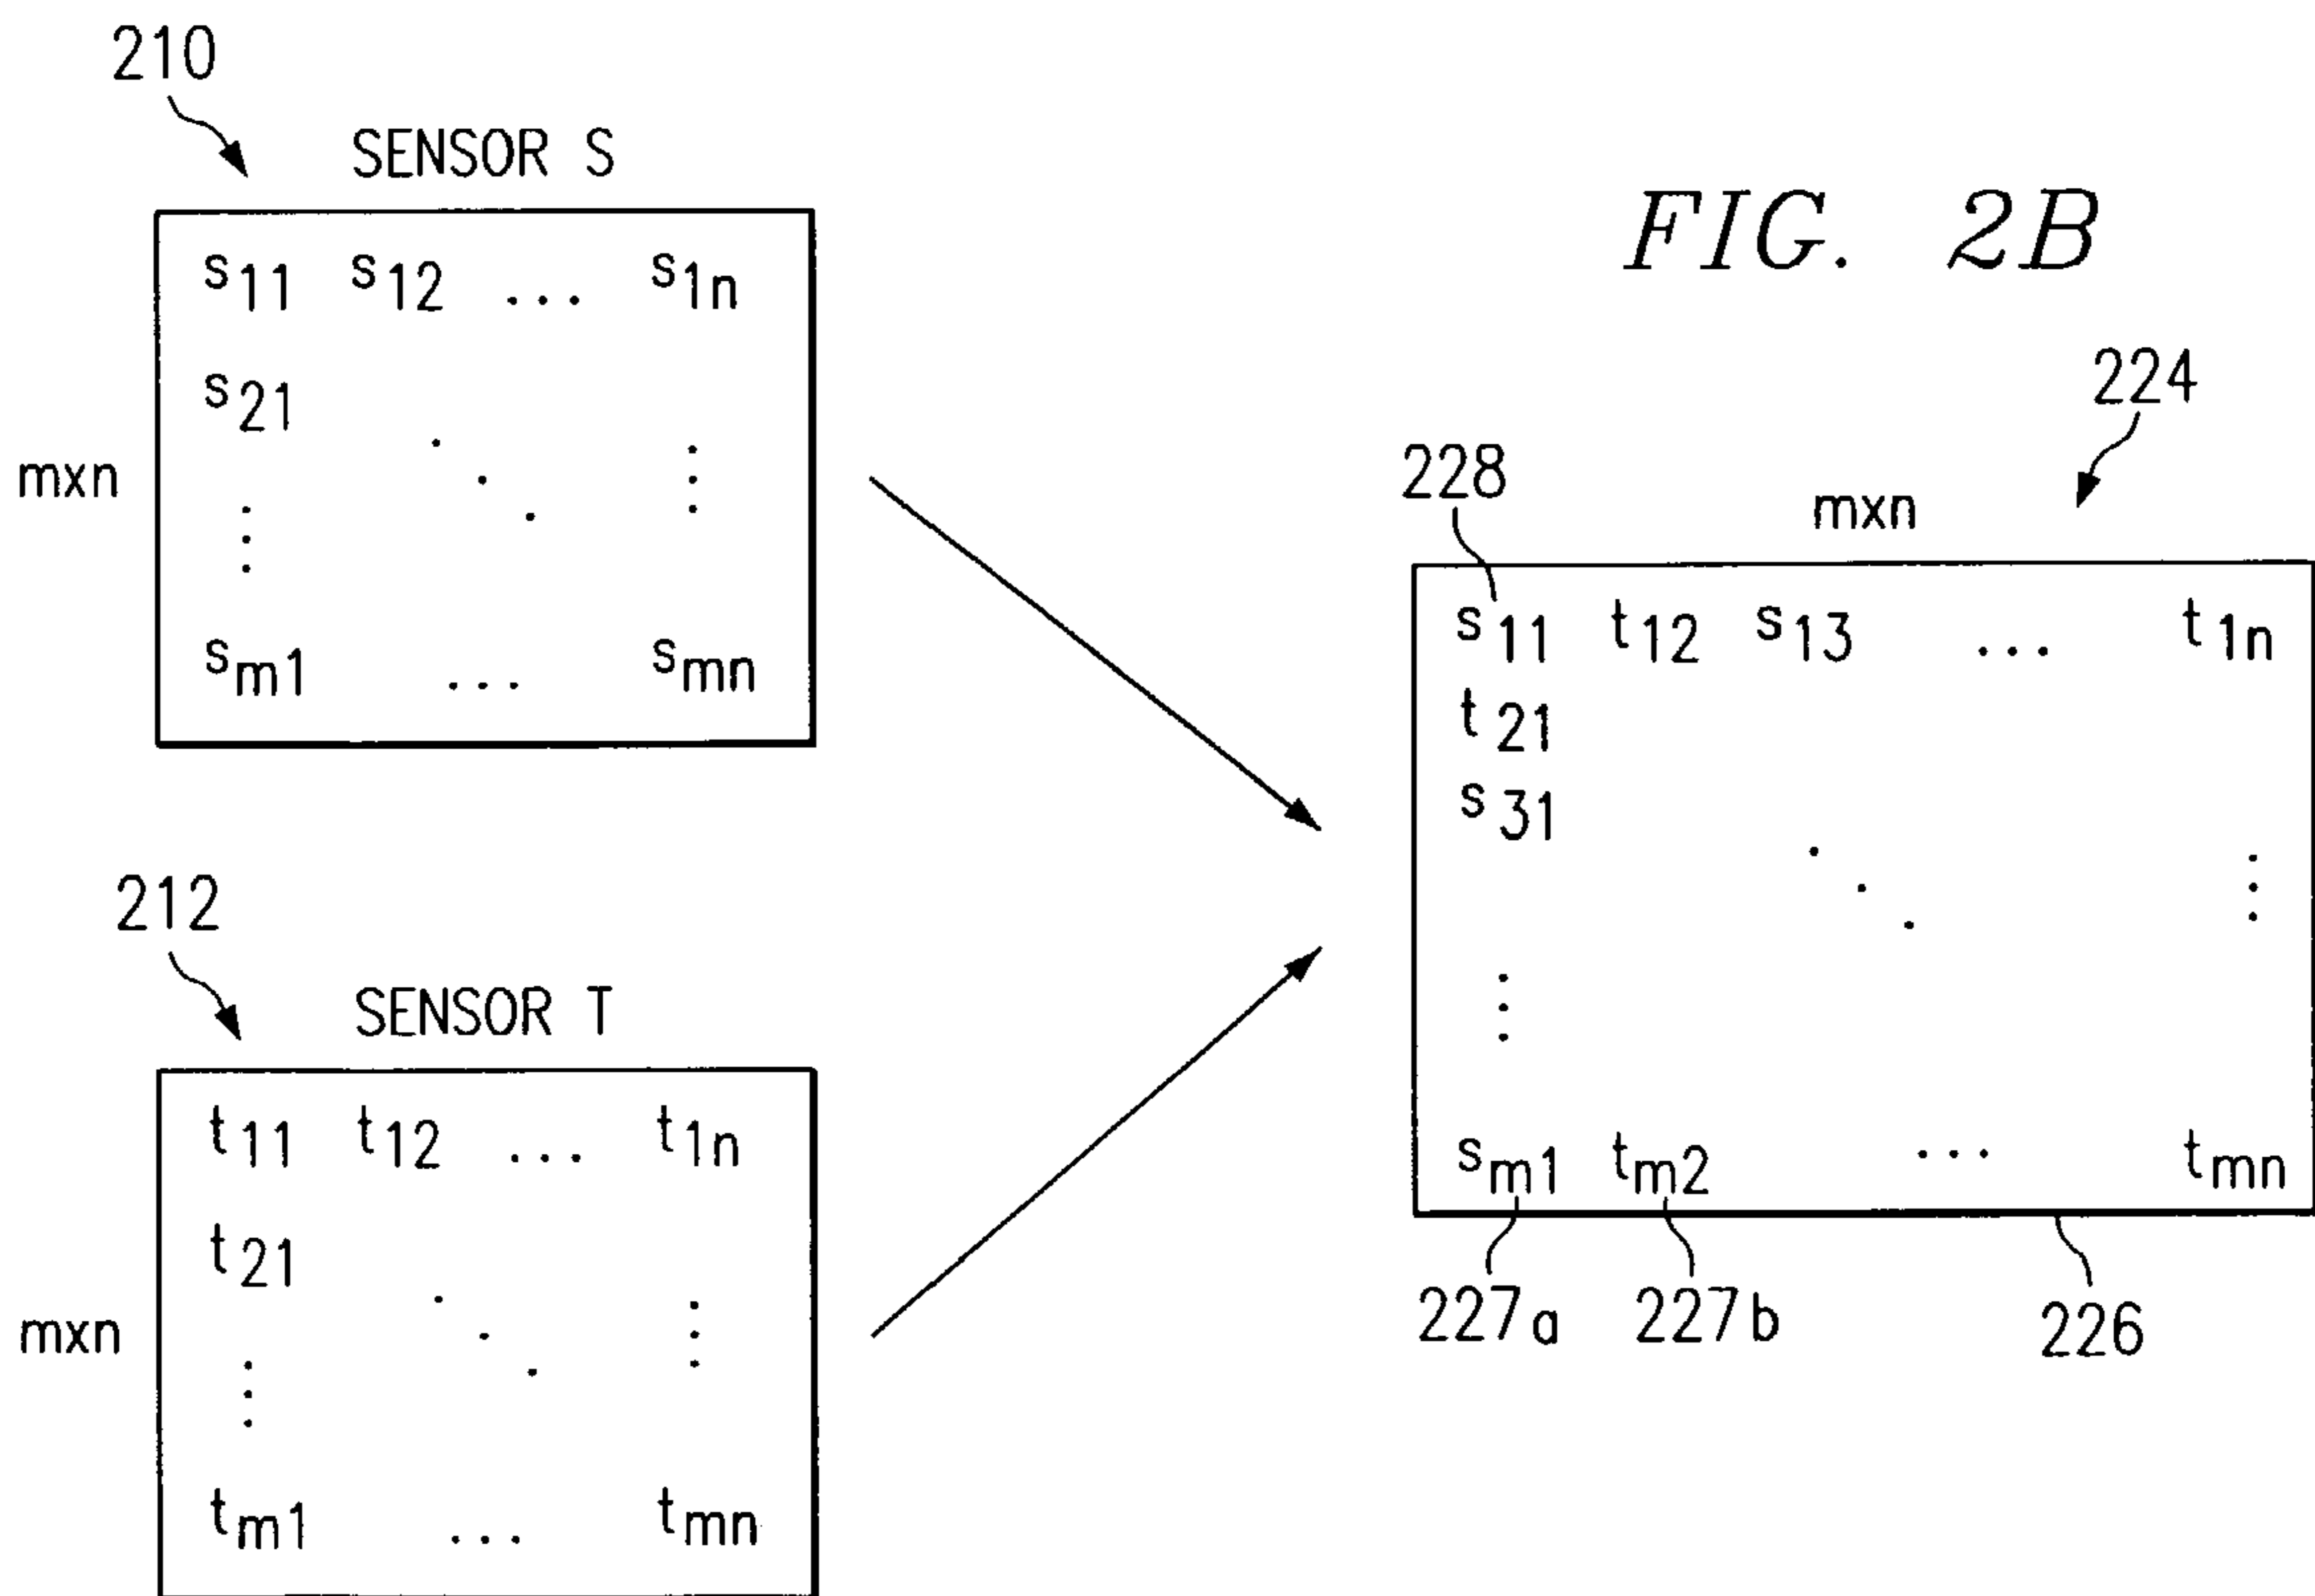 210
SENSOR S
s11 s12 ... s1n
s21
mxn
sm1 ... smn
212
SENSOR T
t11 t12 ... t1n
t21
mxn
tm1 ... tmn
FIG. 2B
224
228
mxn
s11 t12 s13 ... t1n
t21
s31
sm1 tm2 ... tmn
227a 227b 226